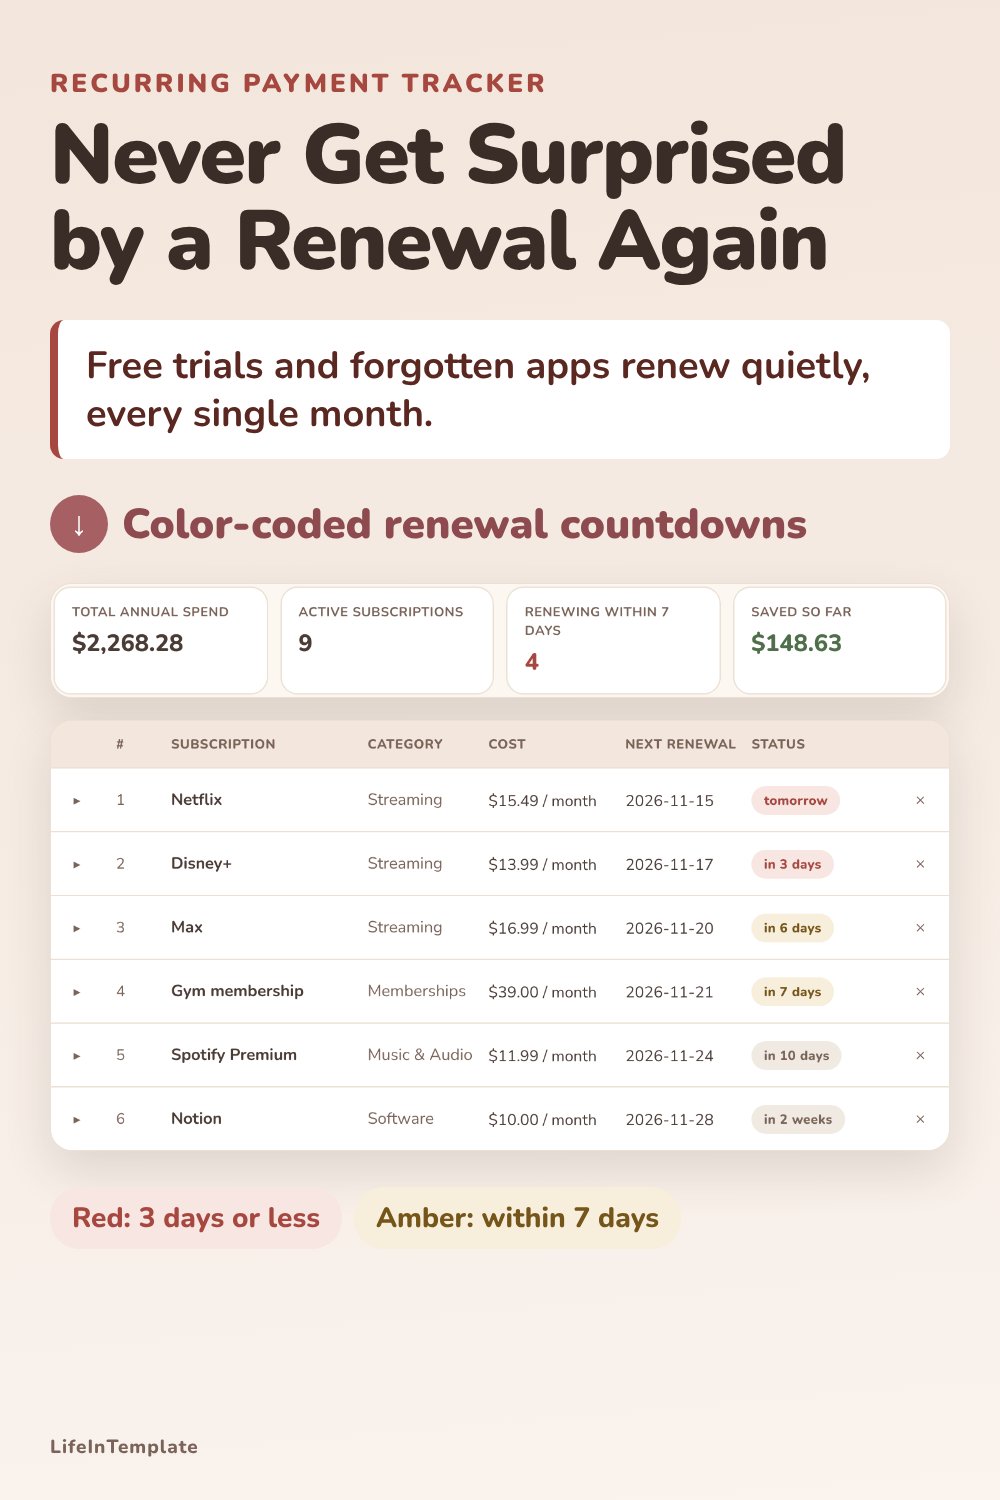 RECURRING PAYMENT TRACKER
Never Get Surprised
by a Renewal Again
Free trials and forgotten apps renew quietly,
every single month.
↓ Color-coded renewal countdowns
TOTAL ANNUAL SPEND
$2,268.28
ACTIVE SUBSCRIPTIONS
9
RENEWING WITHIN 7
DAYS
4
SAVED SO FAR
$148.63
# SUBSCRIPTION CATEGORY COST NEXT RENEWAL STATUS
▸ 1 Netflix Streaming $15.49 / month 2026-11-15 tomorrow ×
▸ 2 Disney+ Streaming $13.99 / month 2026-11-17 in 3 days ×
▸ 3 Max Streaming $16.99 / month 2026-11-20 in 6 days ×
▸ 4 Gym membership Memberships $39.00 / month 2026-11-21 in 7 days ×
▸ 5 Spotify Premium Music & Audio $11.99 / month 2026-11-24 in 10 days ×
▸ 6 Notion Software $10.00 / month 2026-11-28 in 2 weeks ×
Red: 3 days or less
Amber: within 7 days
LifeInTemplate